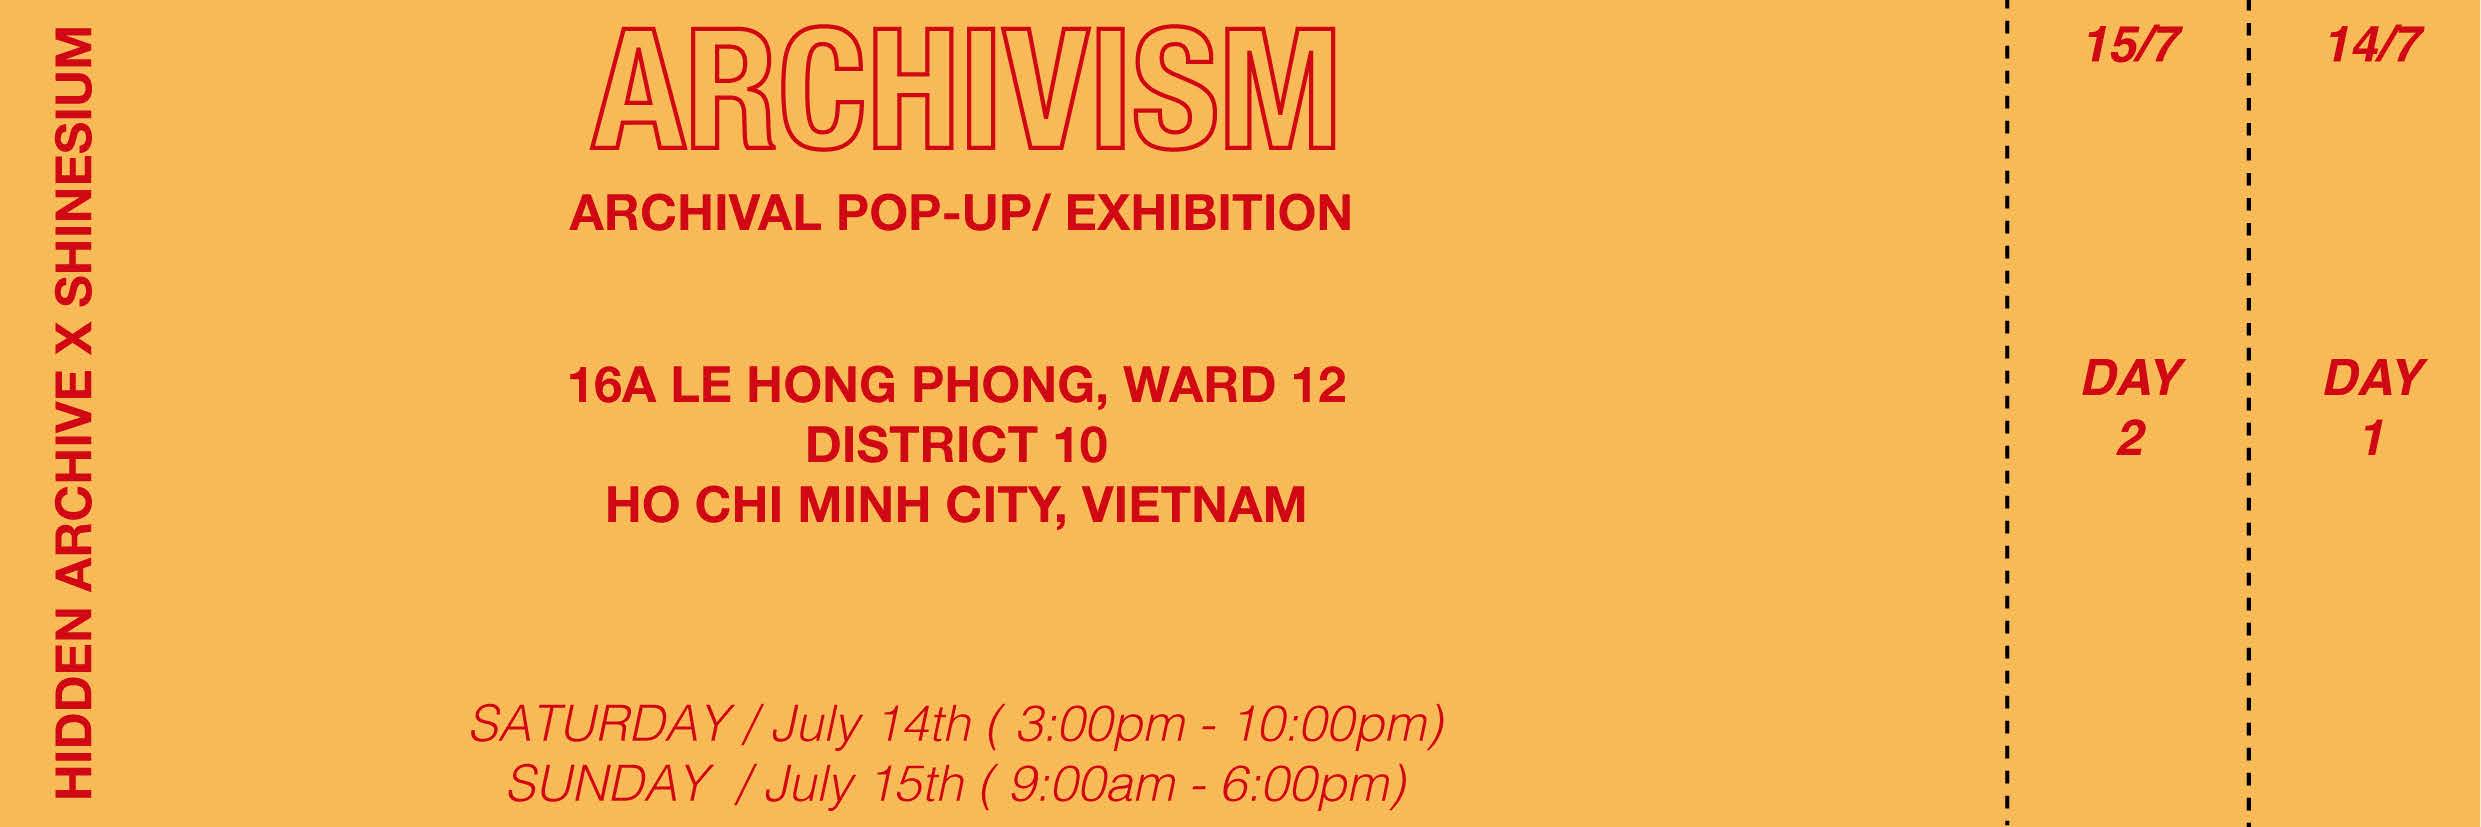 HIDDEN ARCHIVE X SHINESIUM
ARCHIVISM
ARCHIVAL POP-UP/ EXHIBITION
16A LE HONG PHONG, WARD 12
DISTRICT 10
HO CHI MINH CITY, VIETNAM
SATURDAY / July 14th ( 3:00pm - 10:00pm)
SUNDAY / July 15th ( 9:00am - 6:00pm)
15/7
DAY
2
14/7
DAY
1